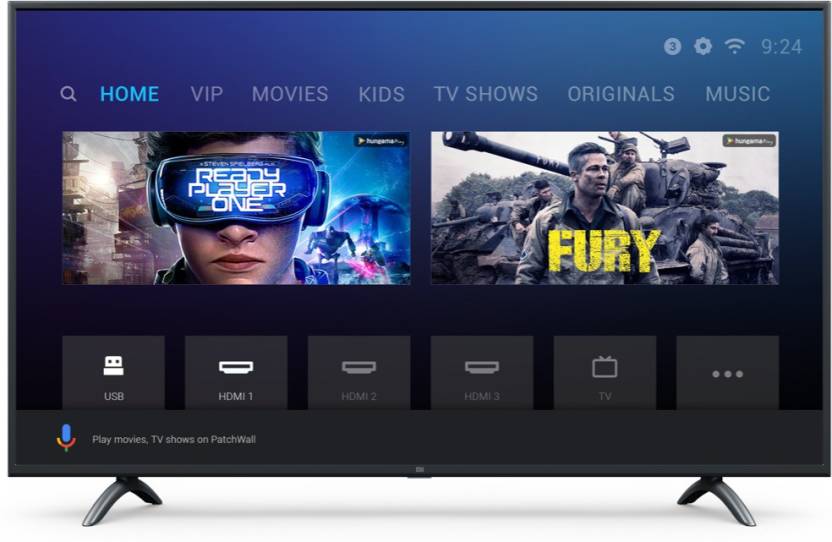 3 9:24
HOME VIP MOVIES KIDS TV SHOWS ORIGINALS MUSIC
hungama play
A STEVEN SPIELBERG FILM
READY
PLAYER
ONE
hungama play
FURY
USB HDMI 1 HDMI 2 HDMI 3 TV
Play movies, TV shows on PatchWall
MI